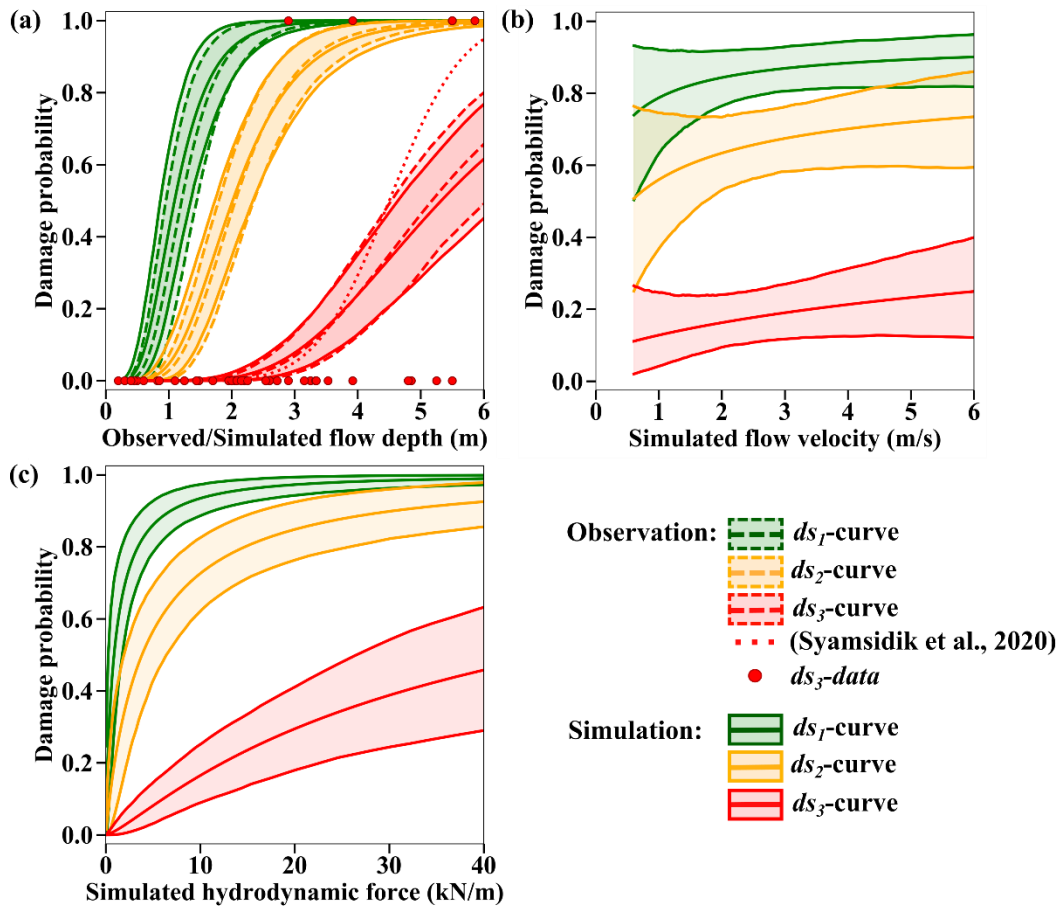 (a)
Damage probability
1.0
0.8
0.6
0.4
0.2
0.0
0 1 2 3 4 5 6
Observed/Simulated flow depth (m)
(b)
Damage probability
1.0
0.8
0.6
0.4
0.2
0.0
0 1 2 3 4 5 6
Simulated flow velocity (m/s)
(c)
Damage probability
1.0
0.8
0.6
0.4
0.2
0.0
0 10 20 30 40
Simulated hydrodynamic force (kN/m)
Observation: ds1-curve
ds2-curve
ds3-curve
(Syamsidik et al., 2020)
ds3-data
Simulation: ds1-curve
ds2-curve
ds3-curve